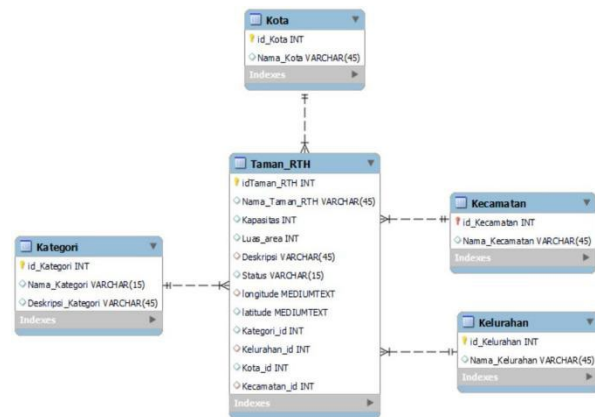 Kota
id_Kota INT
Nama_Kota VARCHAR(45)
Indexes
Taman_RTH
idTaman_RTH INT
Nama_Taman_RTH VARCHAR(45)
Kapasitas INT
Luas_area INT
Deskripsi VARCHAR(45)
Status VARCHAR(15)
longitude MEDIUMTEXT
latitude MEDIUMTEXT
Kategori_id INT
Kelurahan_id INT
Kota_id INT
Kecamatan_id INT
Indexes
Kategori
id_Kategori INT
Nama_Kategori VARCHAR(15)
Deskripsi_Kategori VARCHAR(45)
Indexes
Kecamatan
id_Kecamatan INT
Nama_Kecamatan VARCHAR(45)
Indexes
Kelurahan
id_Kelurahan INT
Nama_Kelurahan VARCHAR(45)
Indexes